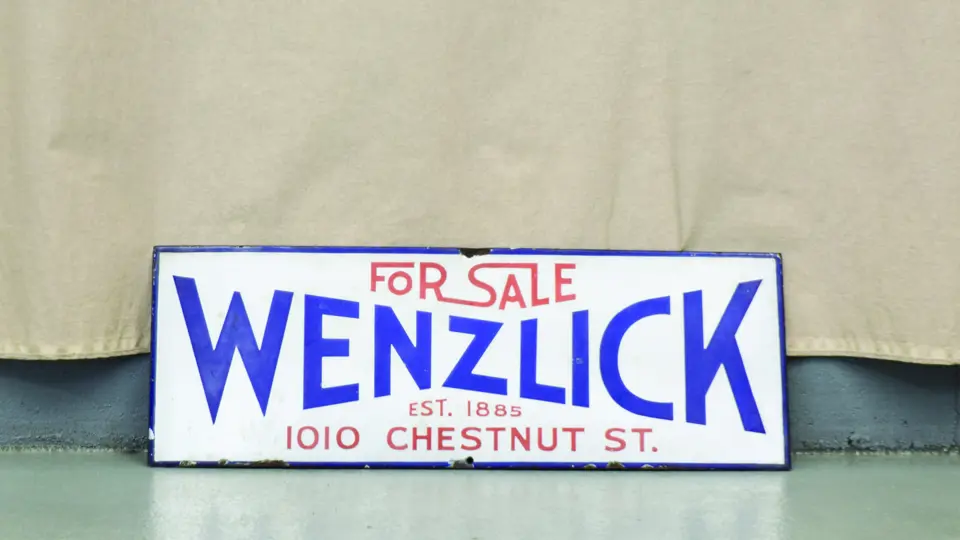 FOR SALE
WENZLICK
EST. 1885
1010 CHESTNUT ST.